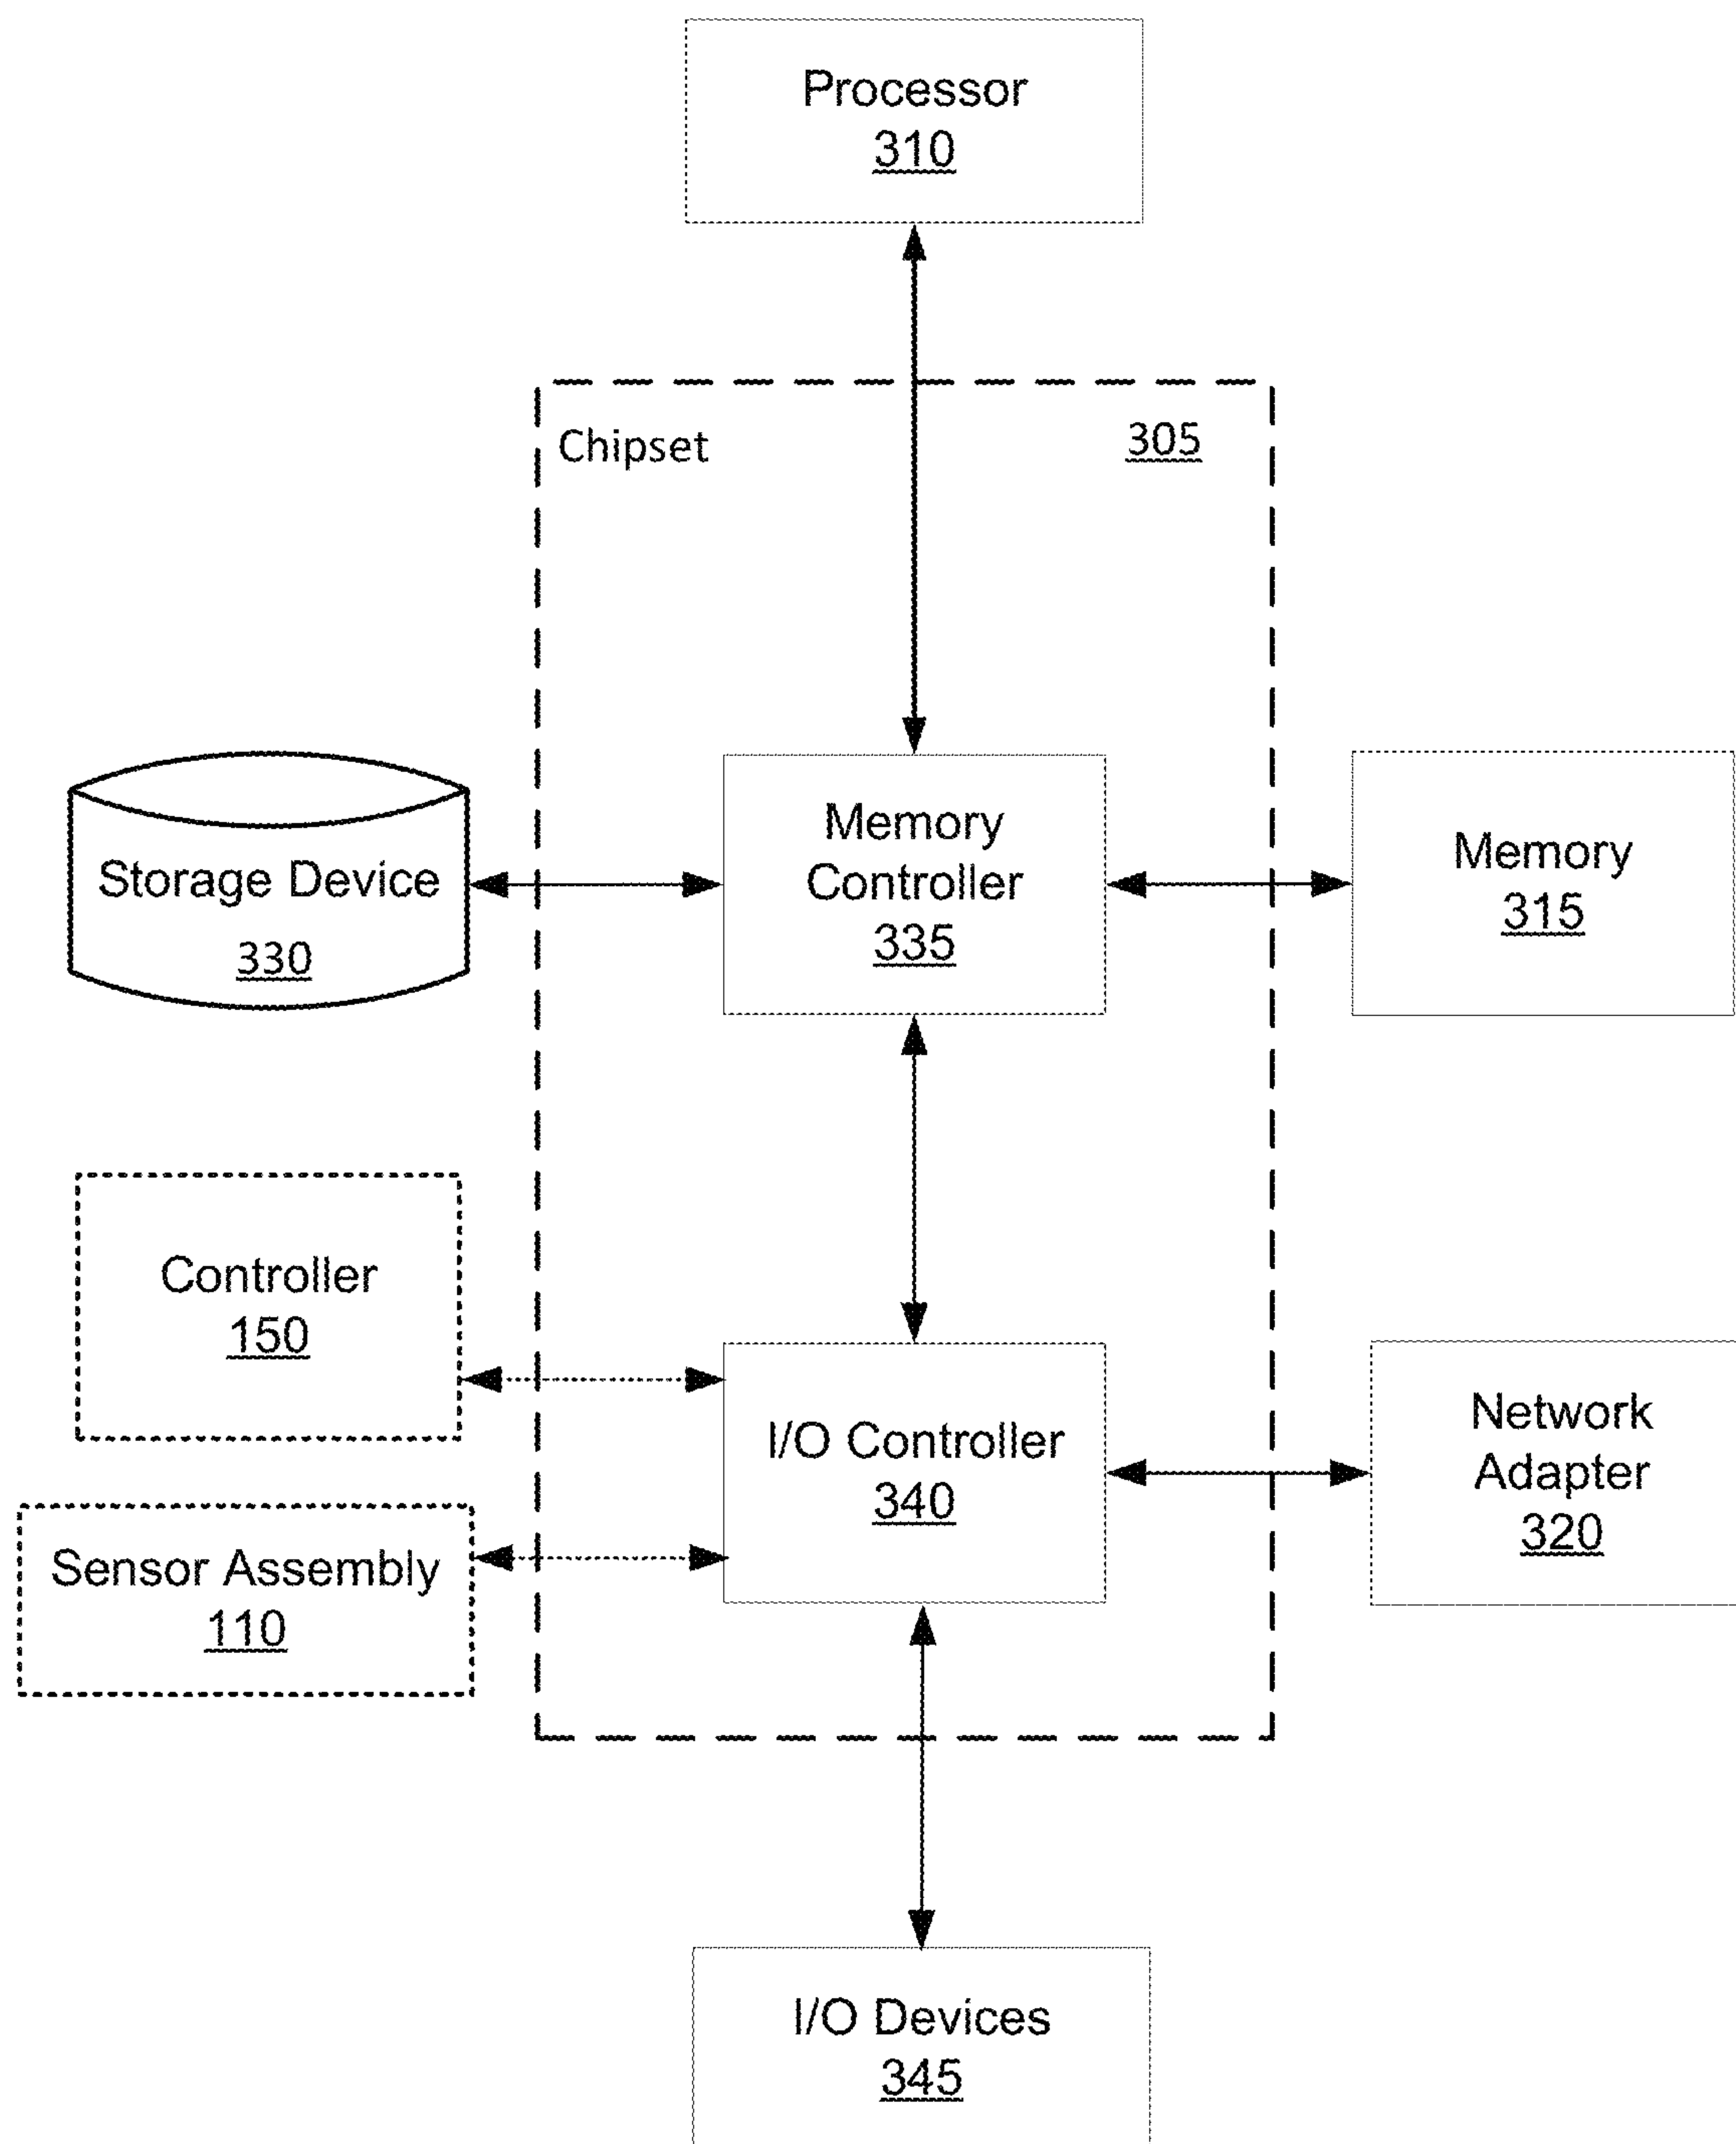 Processor
310
Chipset
305
Storage Device
330
Memory
Controller
335
Memory
315
Controller
150
I/O Controller
340
Network
Adapter
320
Sensor Assembly
110
I/O Devices
345